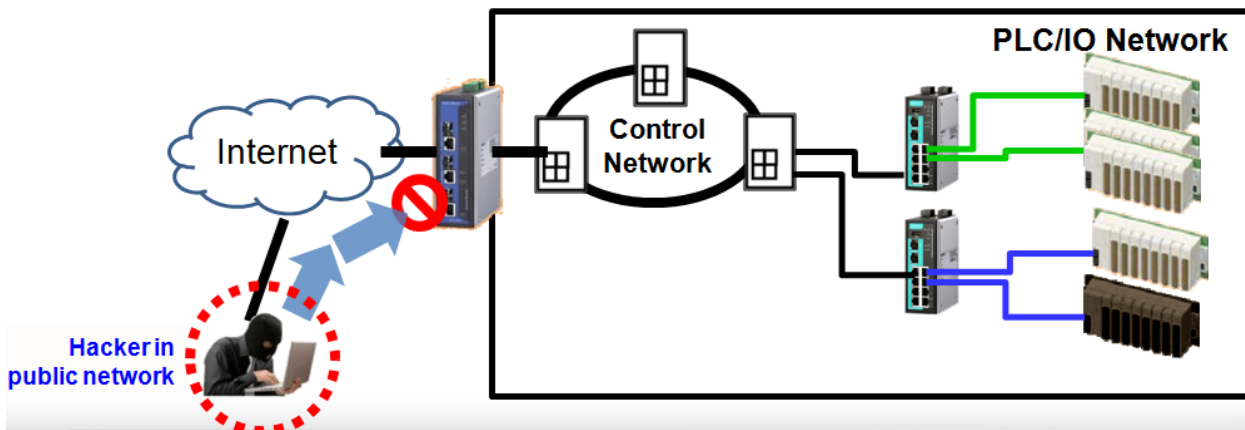 PLC/IO Network
Internet
Control
Network
Hacker in
public network